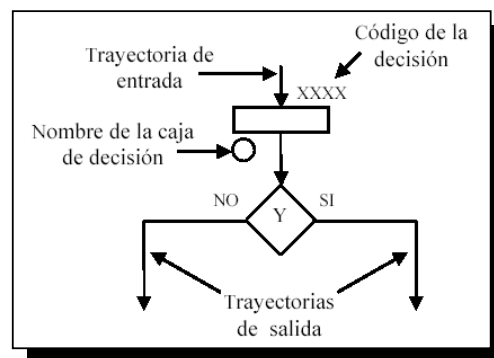 Código de la
decisión
Trayectoria de
entrada
XXXX
Nombre de la caja
de decisión
NO
SI
Y
Trayectorias
de salida